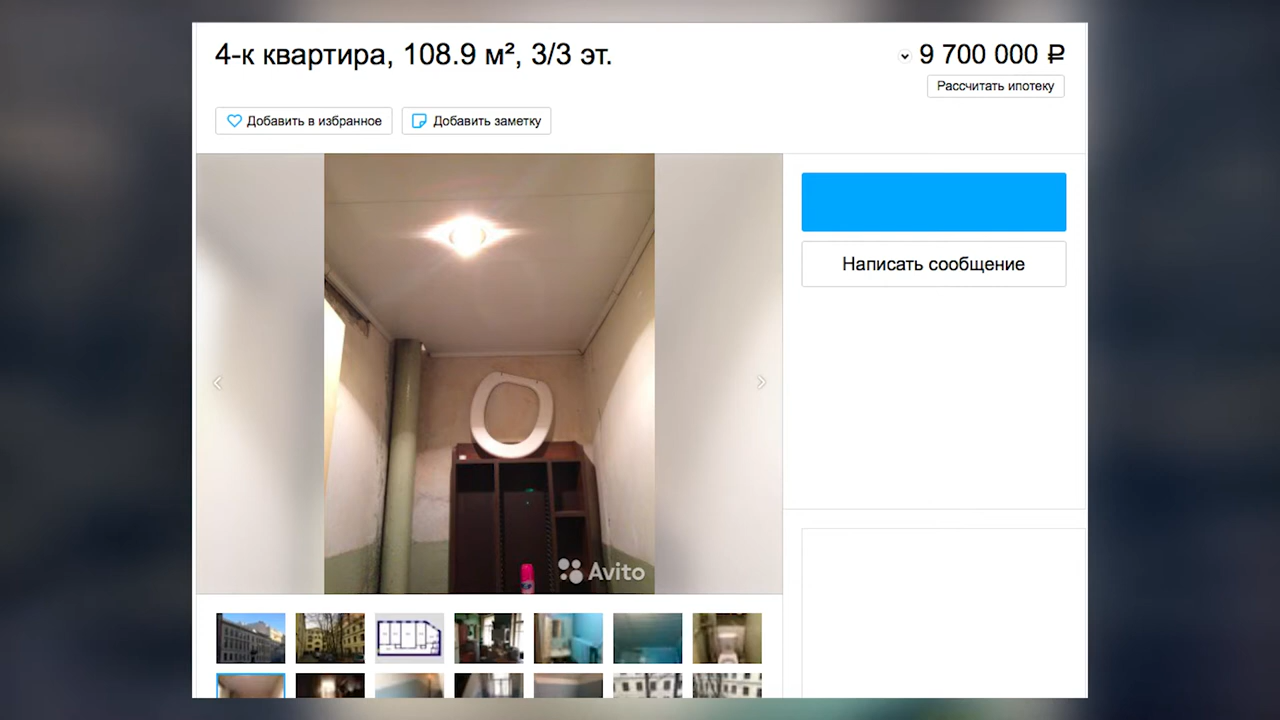 4-к квартира, 108.9 м², 3/3 эт.
9 700 000 ₽
Рассчитать ипотеку
Добавить в избранное
Добавить заметку
Написать сообщение
Avito